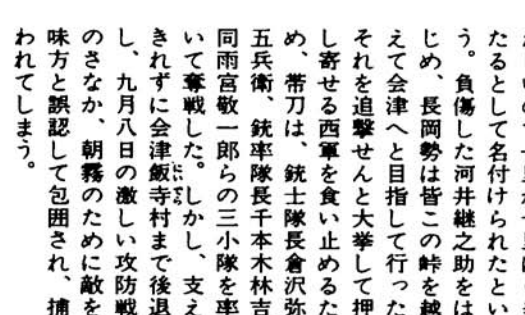 たるとして名付けられたとい
う。負傷した河井継之助をは
じめ、長岡勢は皆この峠を越
えて会津へと目指して行った
それを追撃せんと大挙して押
し寄せる西軍を食い止めるた
め、帯刀は、銃士隊長倉沢弥
五兵衛、銃率隊長千本木林吉
同雨宮敬一郎らの三小隊を率
いて奪戦した。しかし、支え
きれずに会津飯寺村まで後退
し、九月八日の激しい攻防戦
のさなか、朝霧のために敵を
味方と誤認して包囲され、捕
われてしまう。